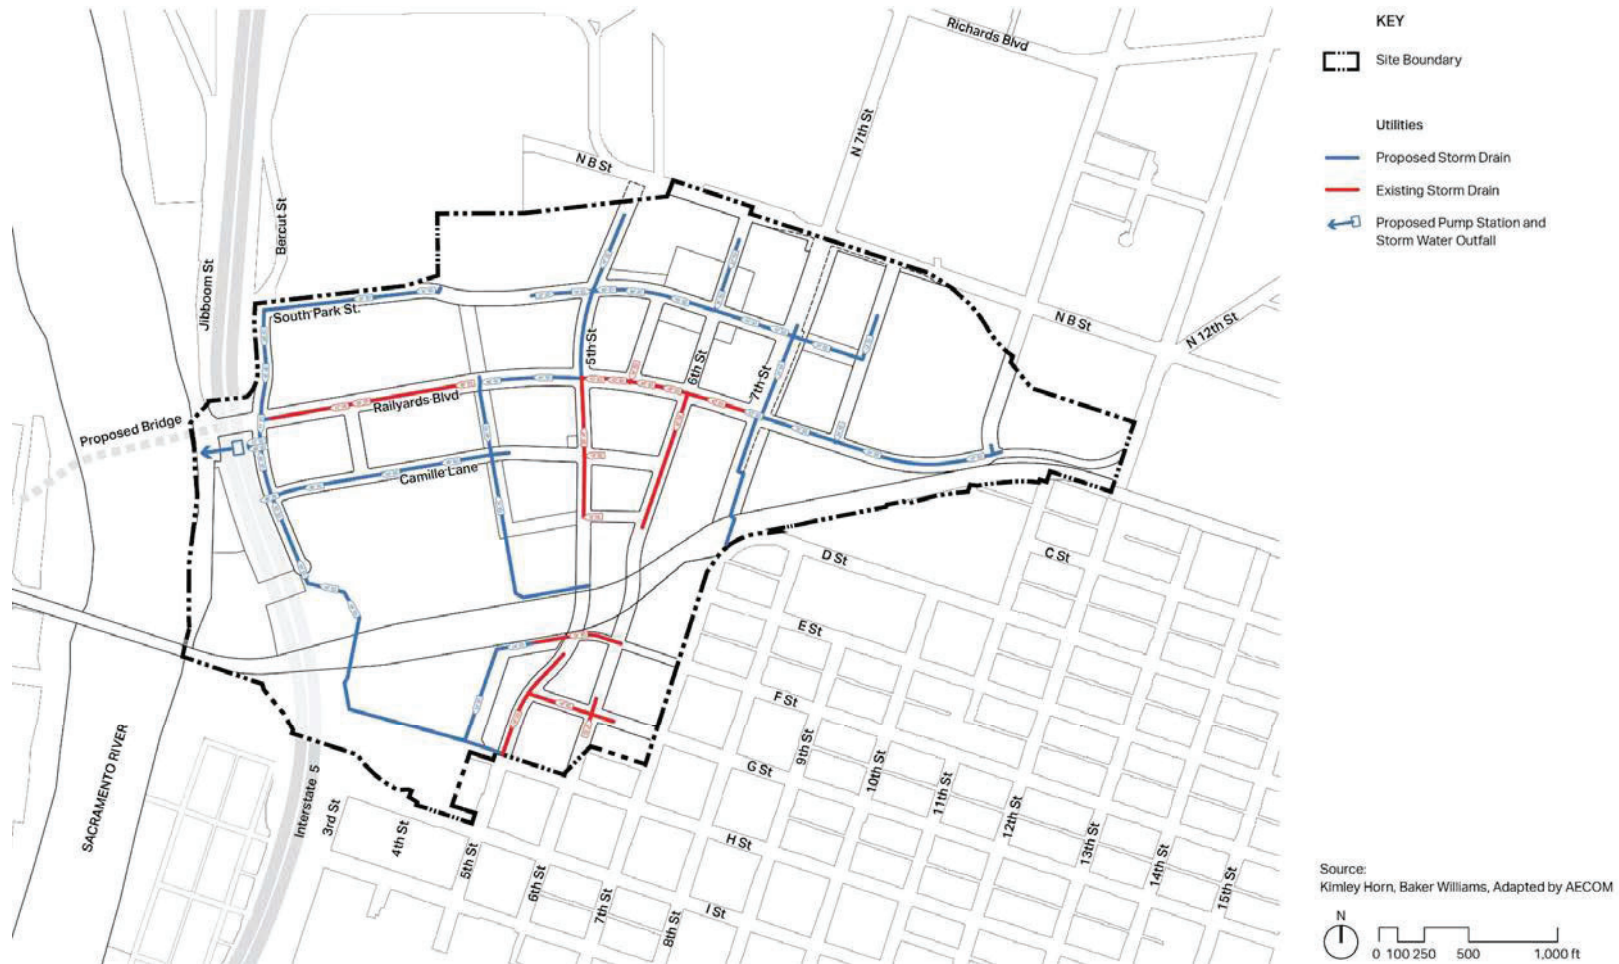 Richards Blvd
KEY
Site Boundary
Utilities
Proposed Storm Drain
Existing Storm Drain
Proposed Pump Station and
Storm Water Outfall
N 7th St
N B St
Bercut St
Jibboom St
South Park St.
5th St
6th St
7th St
N B St
N 12th St
Railyards Blvd
Proposed Bridge
Camille Lane
D St
C St
E St
F St
9th St
G St
10th St
11th St
12th St
13th St
14th St
15th St
SACRAMENTO RIVER
Interstate 5
3rd St
4th St
5th St
6th St
7th St
8th St
H St
I St
Source:
Kimley Horn, Baker Williams, Adapted by AECOM
N
0 100 250 500 1,000 ft